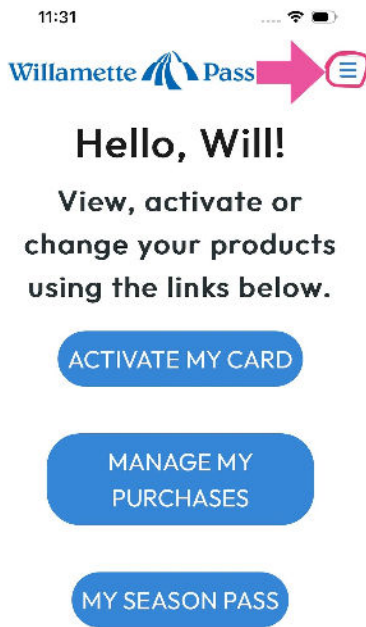 11:31
Willamette Pass
Hello, Will!
View, activate or
change your products
using the links below.
ACTIVATE MY CARD
MANAGE MY
PURCHASES
MY SEASON PASS